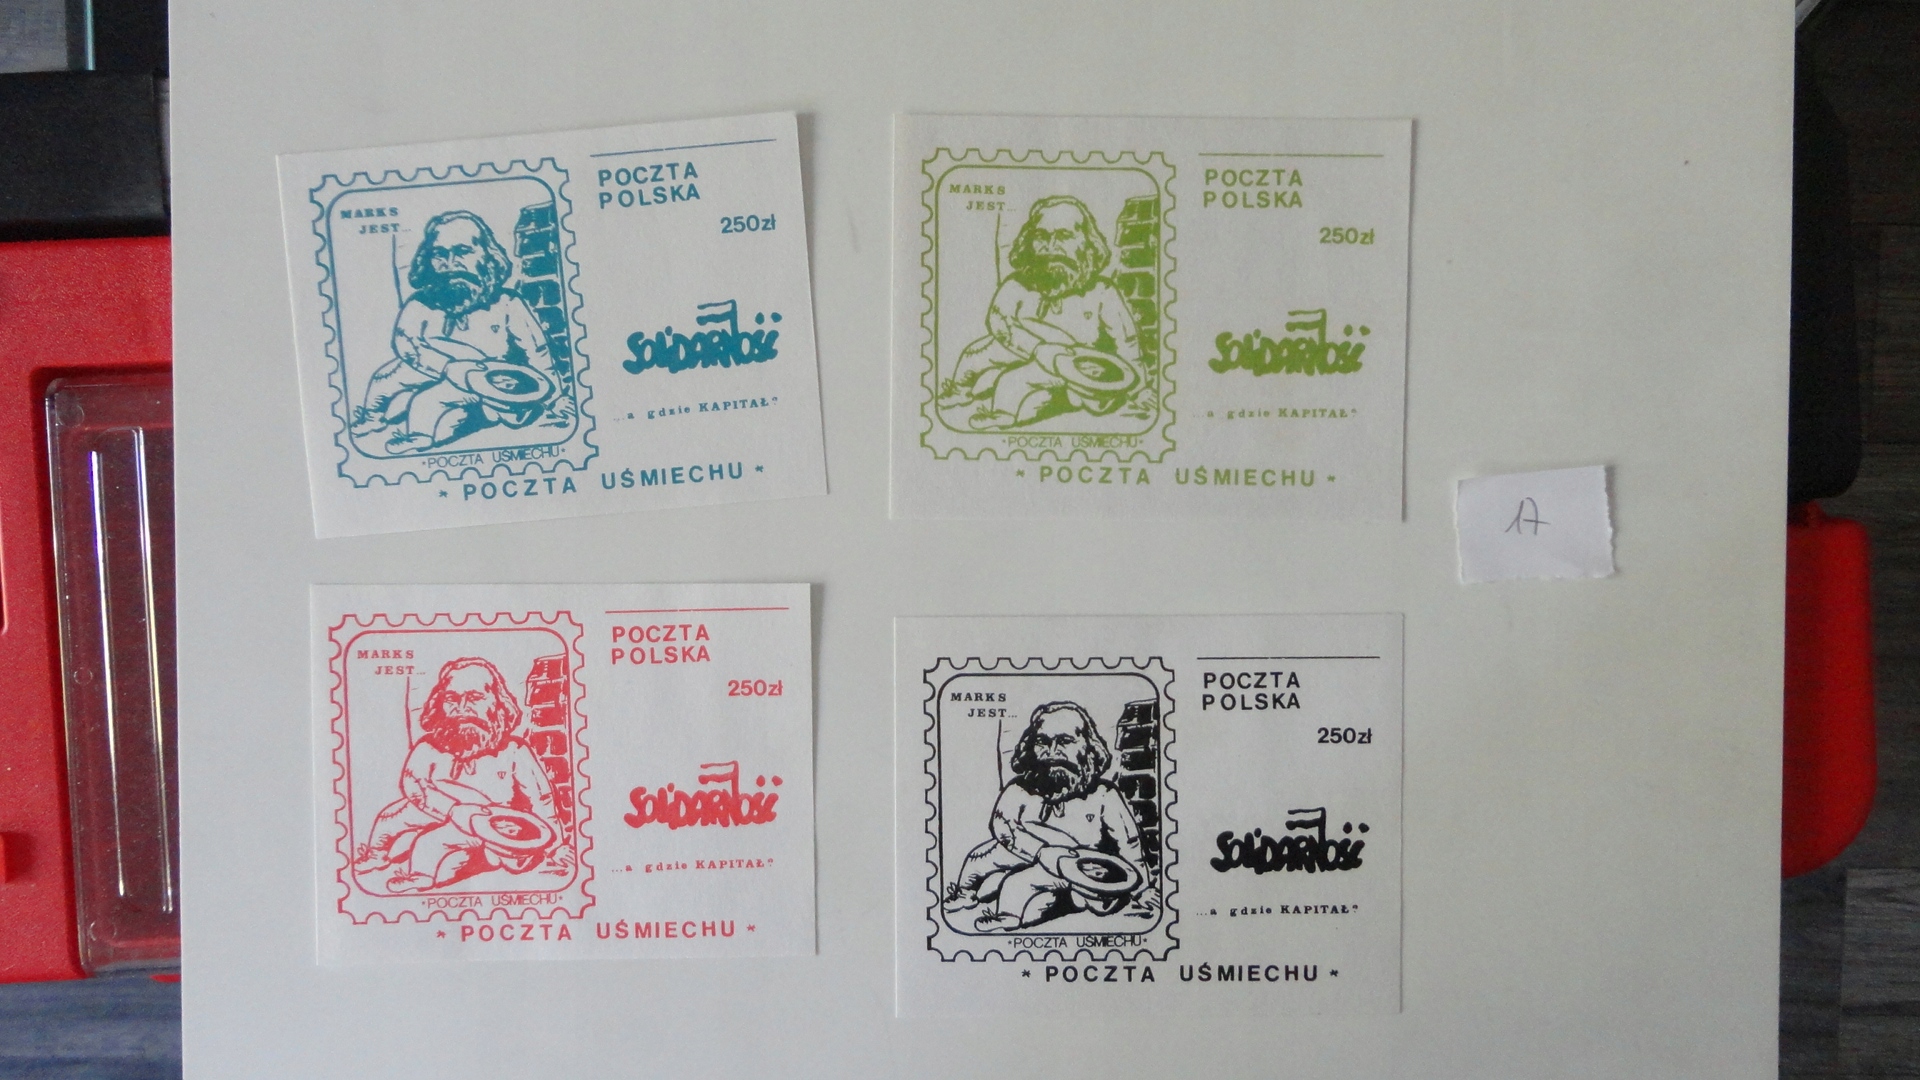 MARKS
JEST...
POCZTA
POLSKA
250zł
SOLIDARNOŚĆ
...a gdzie KAPITAŁ?
•POCZTA UŚMIECHU•
* POCZTA UŚMIECHU *
MARKS
JEST...
POCZTA
POLSKA
250zł
SOLIDARNOŚĆ
...a gdzie KAPITAŁ?
•POCZTA UŚMIECHU•
* POCZTA UŚMIECHU *
17
MARKS
JEST...
POCZTA
POLSKA
250zł
SOLIDARNOŚĆ
...a gdzie KAPITAŁ?
•POCZTA UŚMIECHU•
* POCZTA UŚMIECHU *
MARKS
JEST...
POCZTA
POLSKA
250zł
SOLIDARNOŚĆ
...a gdzie KAPITAŁ?
•POCZTA UŚMIECHU•
* POCZTA UŚMIECHU *